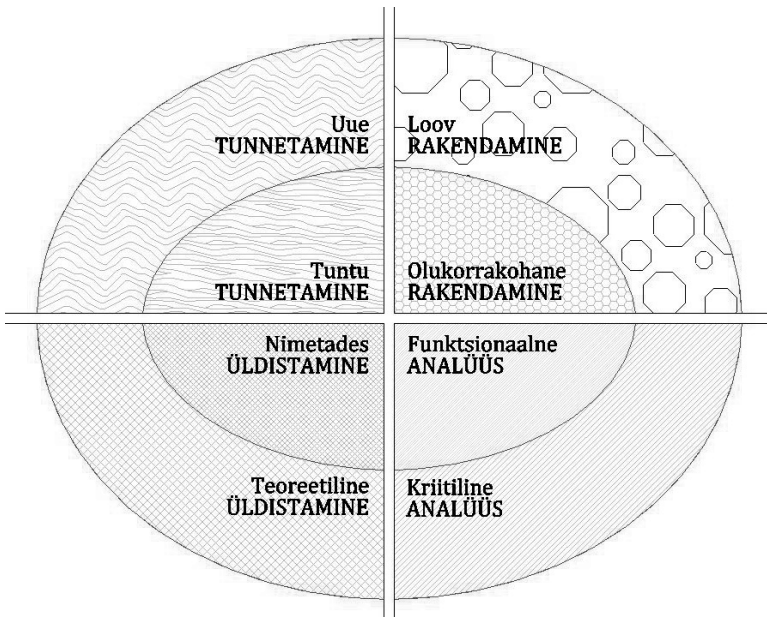 Uue
TUNNETAMINE
Loov
RAKENDAMINE
Tuntu
TUNNETAMINE
Olukorrakohane
RAKENDAMINE
Nimetades
ÜLDISTAMINE
Funktsionaalne
ANALÜÜS
Teoreetiline
ÜLDISTAMINE
Kriitiline
ANALÜÜS